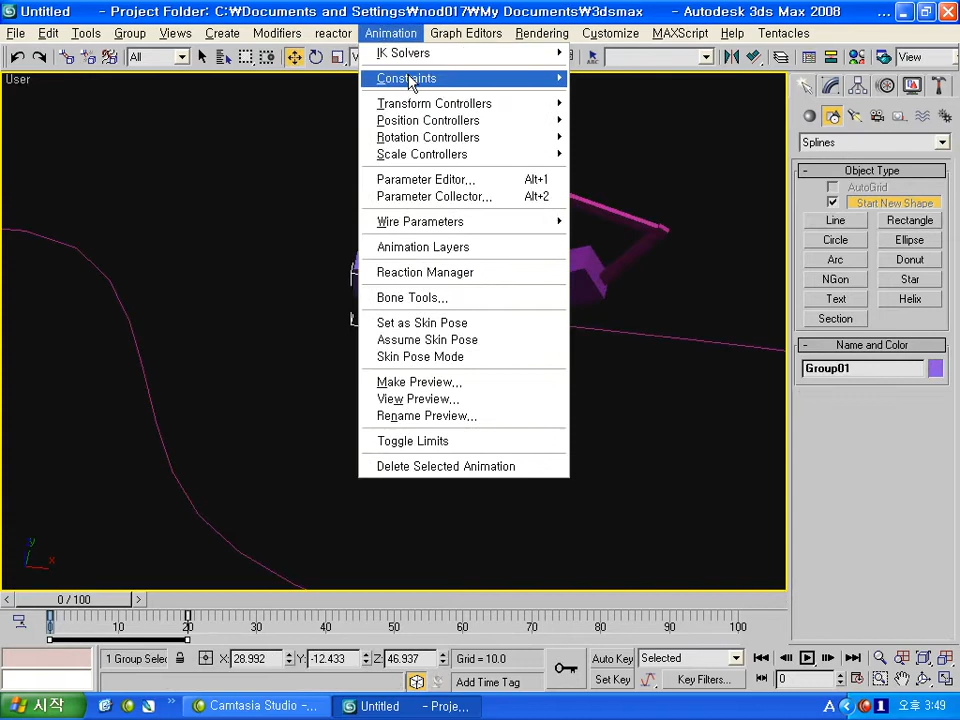 Untitled - Project Folder: C:₩Documents and Settings₩nod017₩My Documents₩3dsmax - Autodesk 3ds Max 2008 ...
File Edit Tools Group Views Create Modifiers reactor Animation Graph Editors Rendering Customize MAXScript Help Tentacles
All View
User
IK Solvers
Constraints
Transform Controllers
Position Controllers
Rotation Controllers
Scale Controllers
Parameter Editor... Alt+1
Parameter Collector... Alt+2
Wire Parameters
Animation Layers
Reaction Manager
Bone Tools...
Set as Skin Pose
Assume Skin Pose
Skin Pose Mode
Make Preview...
View Preview...
Rename Preview...
Toggle Limits
Delete Selected Animation
Splines
- Object Type
AutoGrid
Start New Shape
Line Rectangle
Circle Ellipse
Arc Donut
NGon Star
Text Helix
Section
- Name and Color
Group01
y
x
< 0 / 100 >
10 20 30 40 50 60 70 80 90 100
1 Group Selec X: 28.992 Y: -12.433 Z: 46.937 Grid = 10.0 Auto Key Selected
Add Time Tag Set Key Key Filters... 0
시작 Camtasia Studio -... Untitled - Proje... A 오후 3:49